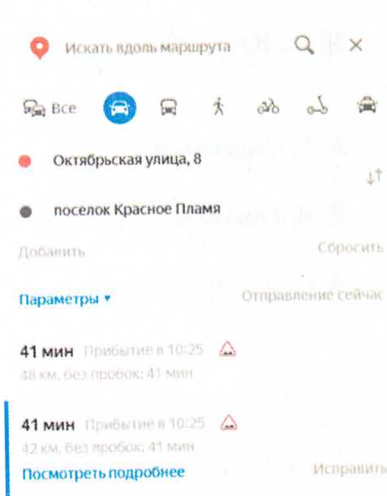 Искать вдоль маршрута
Все
Октябрьская улица, 8
поселок Красное Пламя
Добавить Сбросить
Параметры Отправление сейчас
41 мин Прибытие в 10:25
48 км, без пробок: 41 мин
41 мин Прибытие в 10:25
42 км, без пробок: 41 мин
Посмотреть подробнее Исправить